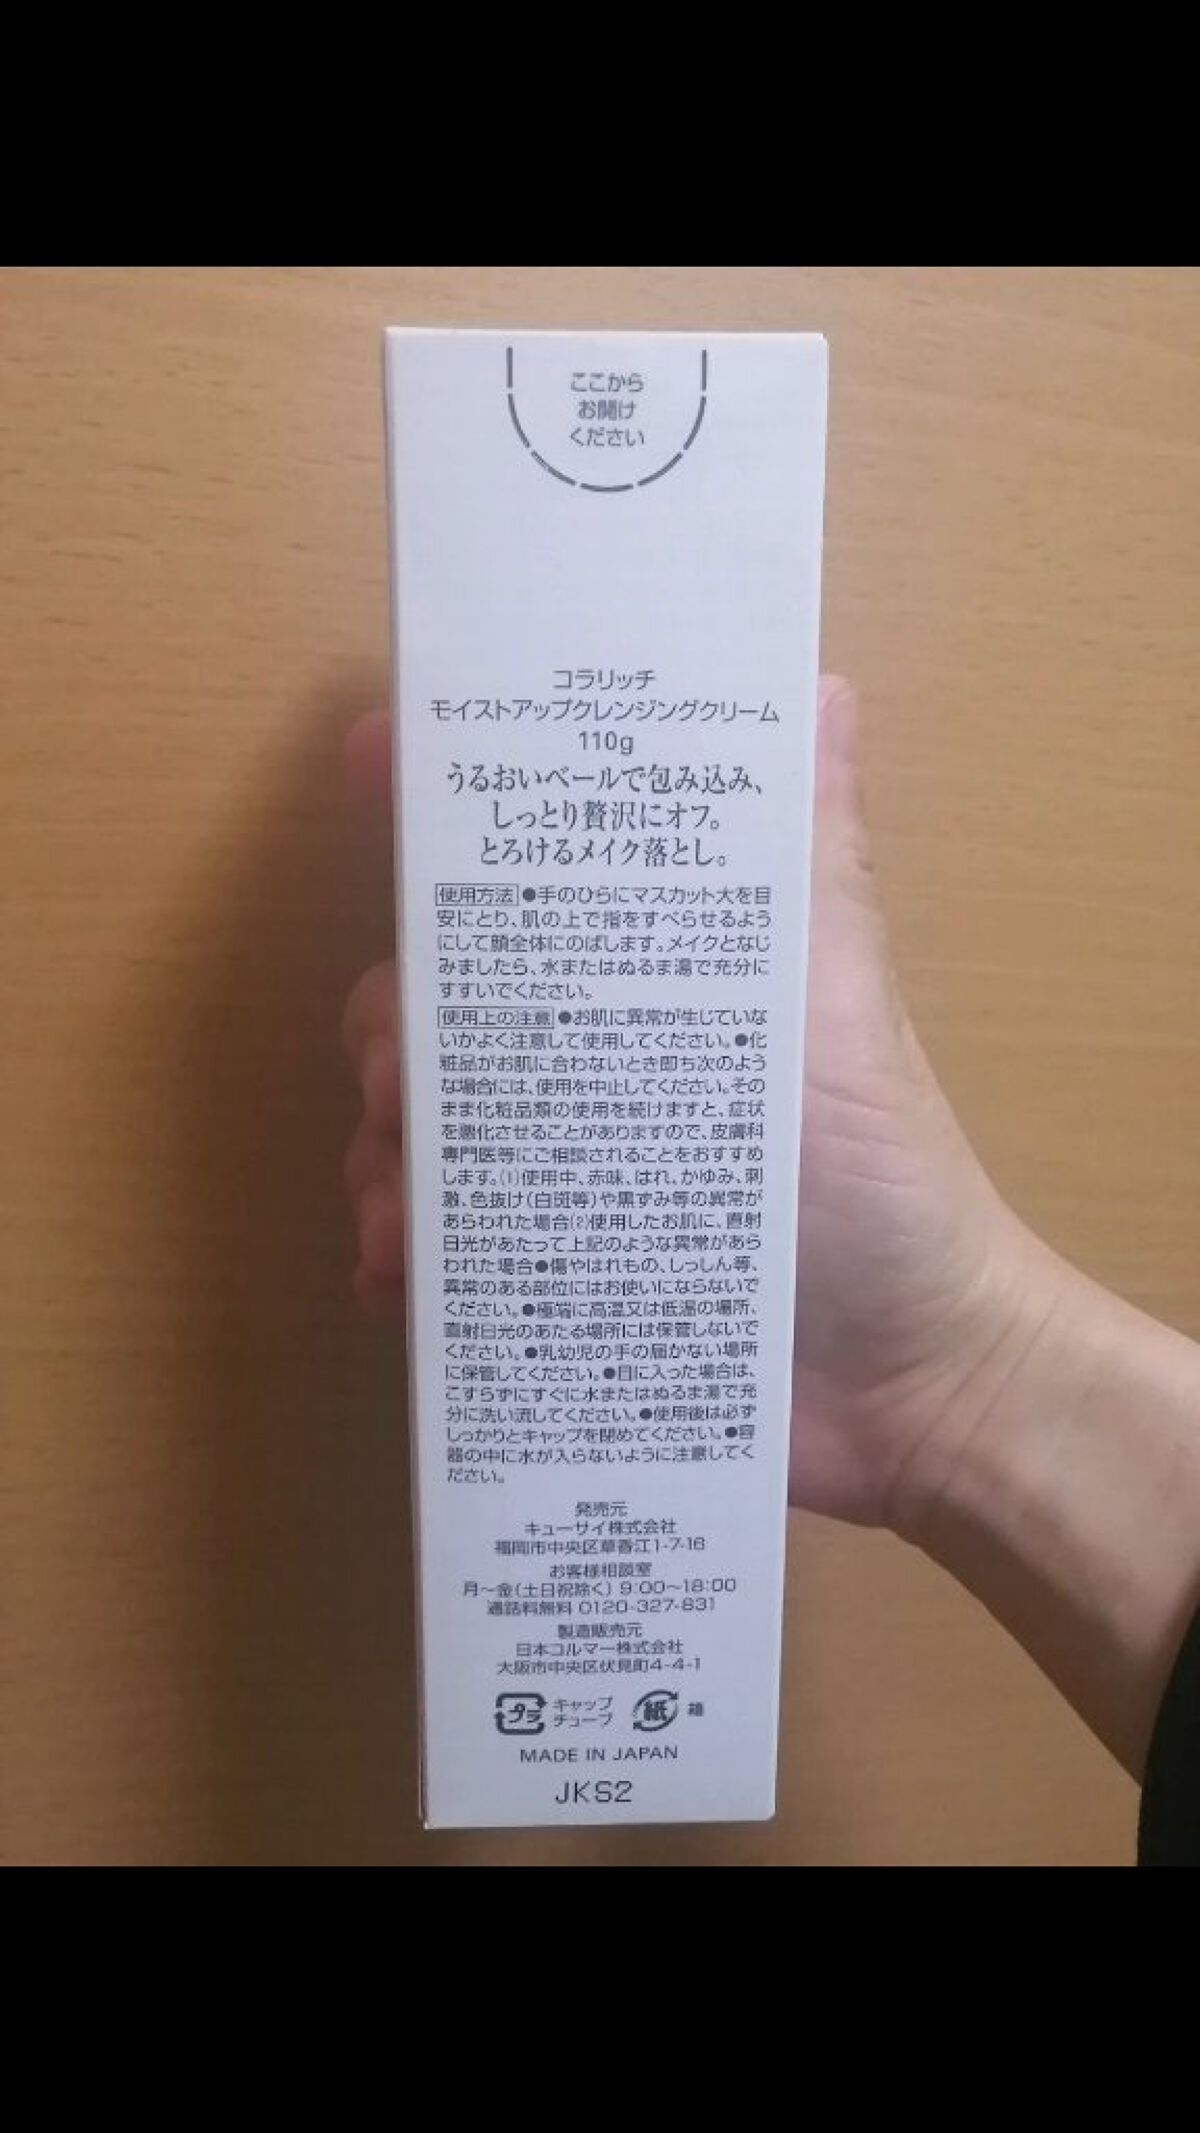 ここから
お開け
ください
コラリッチ
モイストアップクレンジングクリーム
110g
うるおいベールで包み込み、
しっとり贅沢にオフ。
とろけるメイク落とし。
使用方法 ●手のひらにマスカット大を目
安にとり、肌の上で指をすべらせるよう
にして顔全体にのばします。メイクとなじ
みましたら、水またはぬるま湯で充分に
すすいでください。
使用上の注意 ●お肌に異常が生じていな
いかよく注意して使用してください。●化
粧品がお肌に合わないとき即ち次のよう
な場合には、使用を中止してください。その
まま化粧品類の使用を続けますと、症状
を悪化させることがありますので、皮膚科
専門医等にご相談されることをおすすめ
します。(1)使用中、赤味、はれ、かゆみ、刺
激、色抜け(白斑等)や黒ずみ等の異常が
あらわれた場合(2)使用したお肌に、直射
日光があたって上記のような異常があら
われた場合●傷やはれもの、しっしん等、
異常のある部位にはお使いにならないで
ください。●極端に高温又は低温の場所、
直射日光のあたる場所には保管しないで
ください。●乳幼児の手の届かない場所
に保管してください。●目に入った場合は、
こすらずにすぐに水またはぬるま湯で充
分に洗い流してください。●使用後は必ず
しっかりとキャップを閉めてください。●容
器の中に水が入らないように注意してく
ださい。
発売元
キューサイ株式会社
福岡市中央区草香江1-7-16
お客様相談室
月～金(土日祝除く) 9:00～18:00
通話料無料 0120-327-831
製造販売元
日本コルマー株式会社
大阪市中央区伏見町4-4-1
プラ キャップ
チューブ
紙 箱
MADE IN JAPAN
JKS2